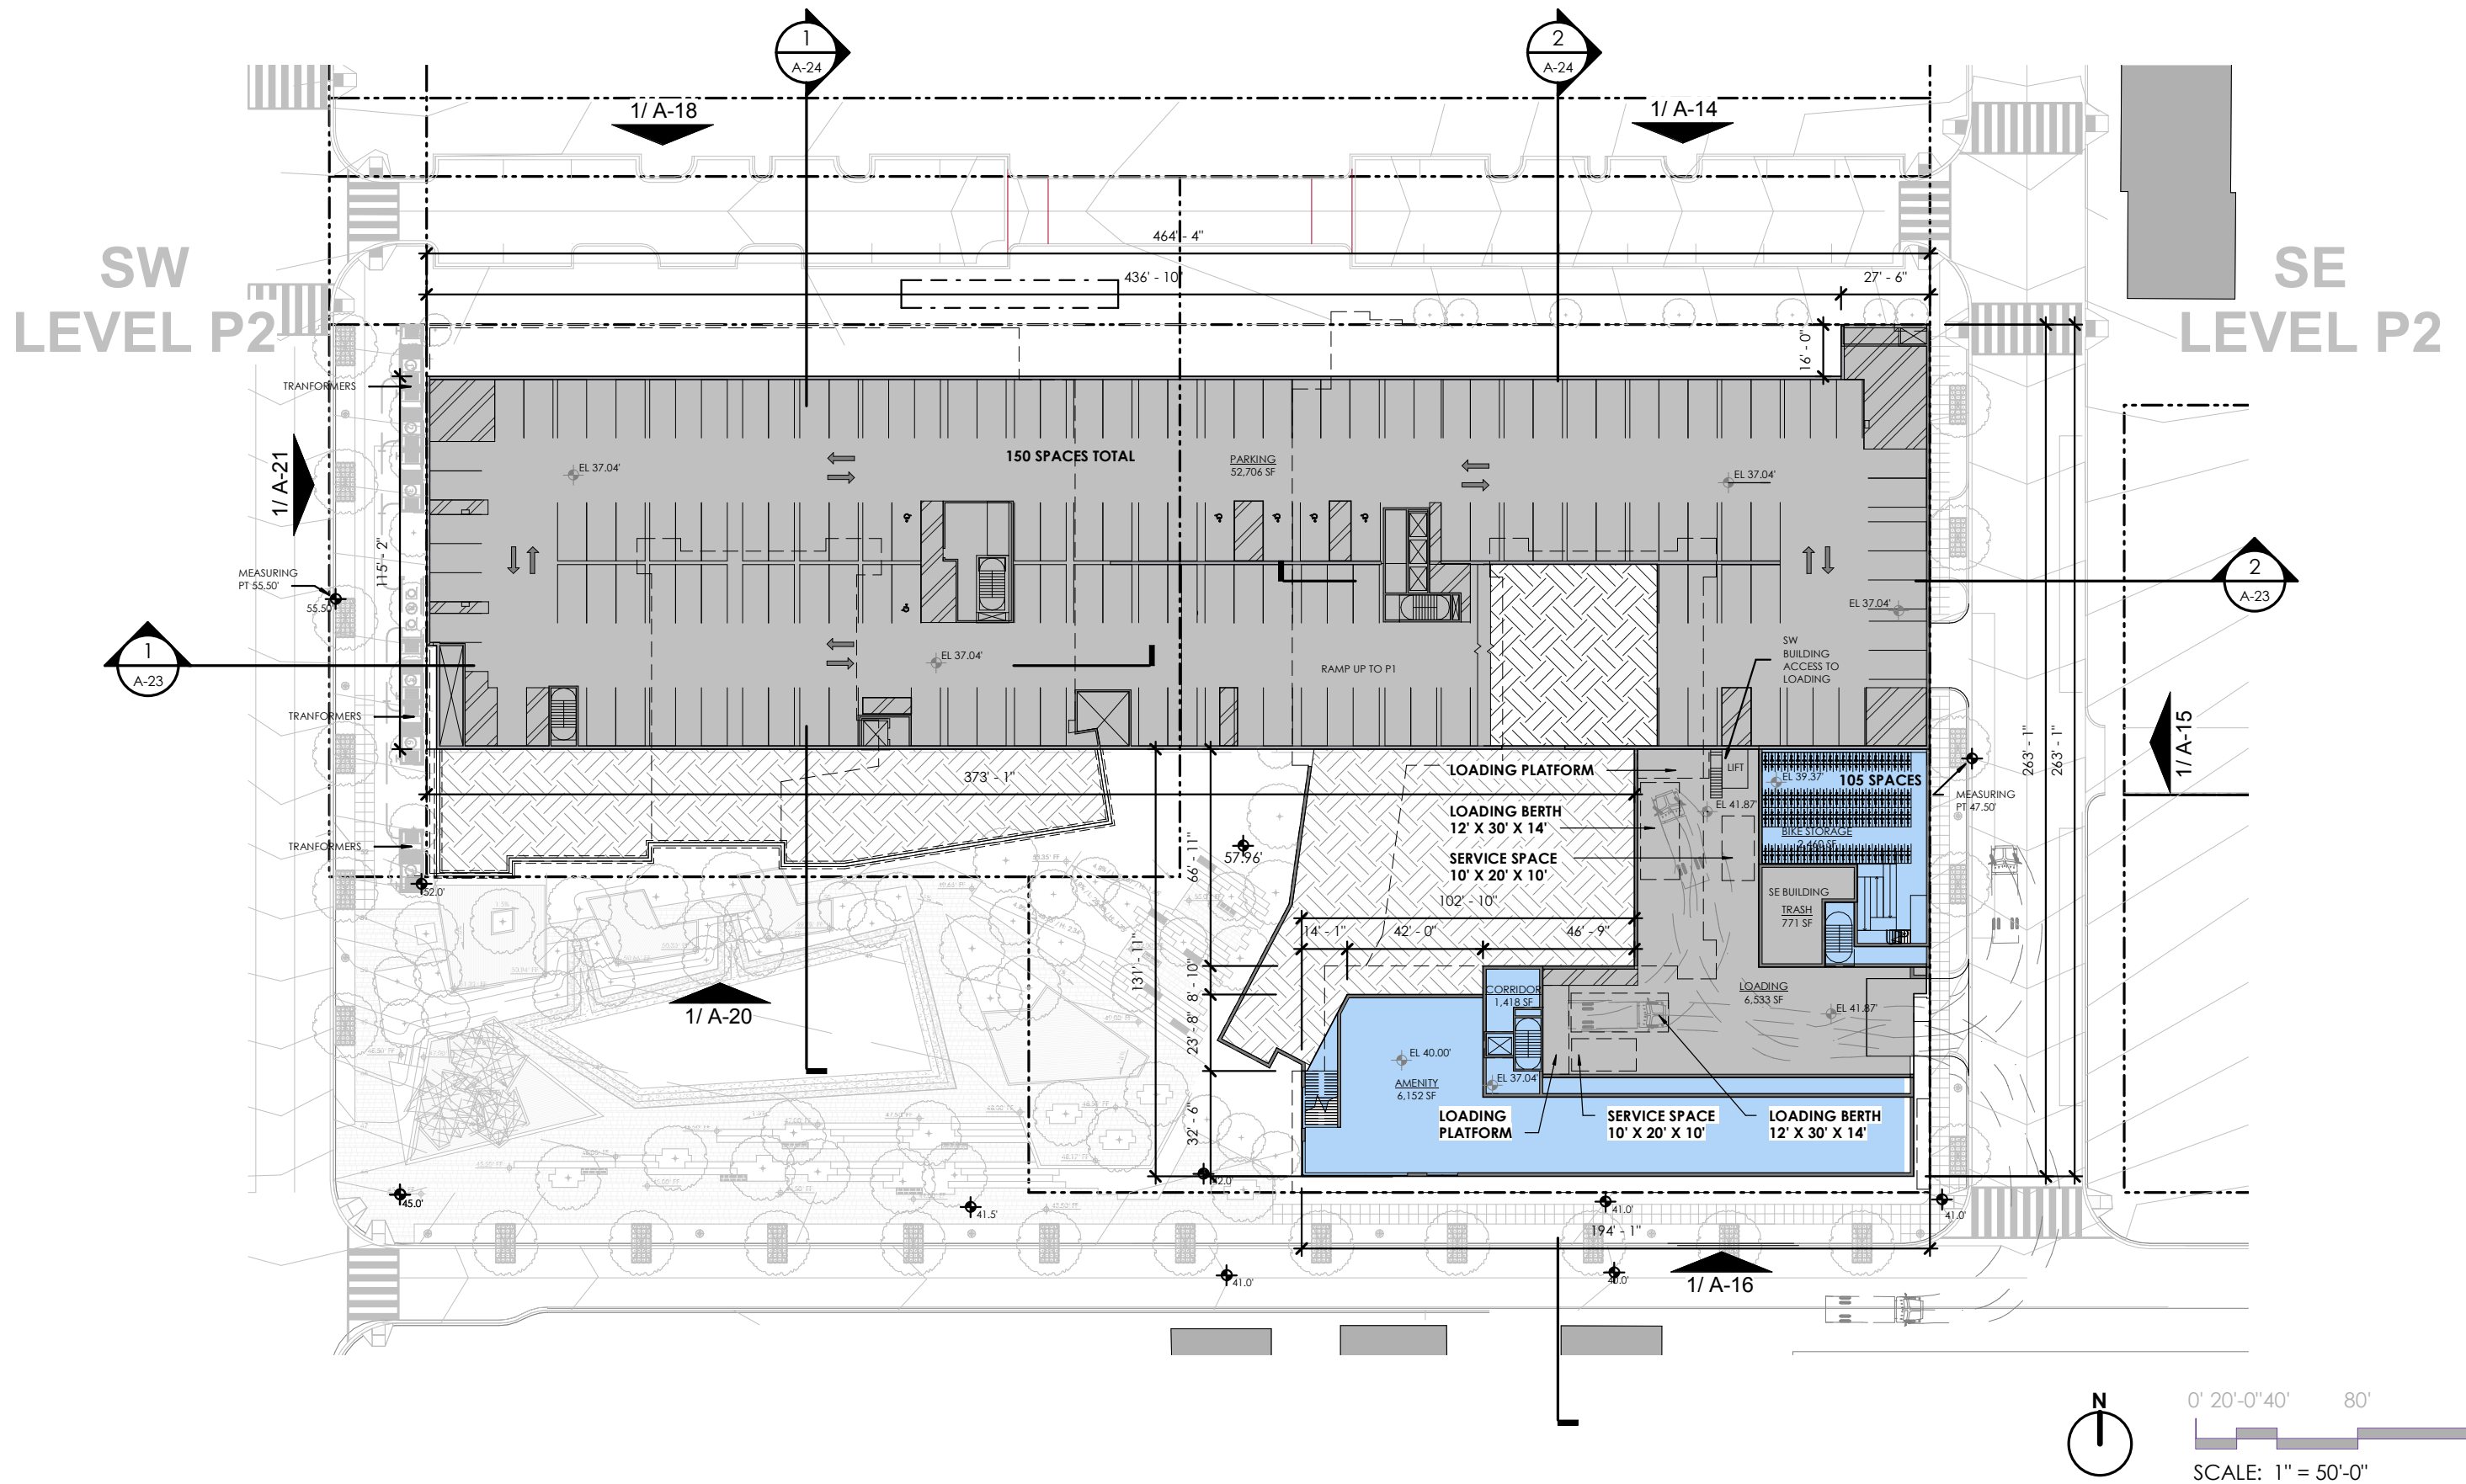 1
A-24
2
A-24
1/ A-18
1/ A-14
464' - 4"
436' - 10"
27' - 6"
SW
LEVEL P2
SE
LEVEL P2
16' - 0"
TRANFORMERS
1/ A-21
150 SPACES TOTAL
PARKING
52,706 SF
EL 37.04'
EL 37.04'
115' - 2"
MEASURING
PT 55.50'
55.50'
2
A-23
EL 37.04'
1
A-23
EL 37.04'
RAMP UP TO P1
SW
BUILDING
ACCESS TO
LOADING
TRANFORMERS
263' - 1"
263' - 1"
1/ A-15
373' - 1"
LOADING PLATFORM
LIFT
EL 39.37'
105 SPACES
MEASURING
PT 47.50'
LOADING BERTH
12' X 30' X 14'
EL 41.87'
BIKE STORAGE
2,460 SF
TRANFORMERS
57.96'
66' - 11"
SERVICE SPACE
10' X 20' X 10'
52.0'
102' - 10"
SE BUILDING
TRASH
771 SF
14' - 1"
42' - 0"
46' - 9"
131' - 11"
8' - 10"
CORRIDOR
1,418 SF
LOADING
6,533 SF
EL 41.87'
1/ A-20
23' - 8"
EL 40.00'
EL 37.04'
AMENITY
6,152 SF
LOADING
PLATFORM
SERVICE SPACE
10' X 20' X 10'
LOADING BERTH
12' X 30' X 14'
32' - 6"
42.0'
45.0'
41.5'
41.0'
41.0'
194' - 1"
41.0'
40.0'
1/ A-16
N
0' 20'-0" 40' 80'
SCALE: 1" = 50'-0"